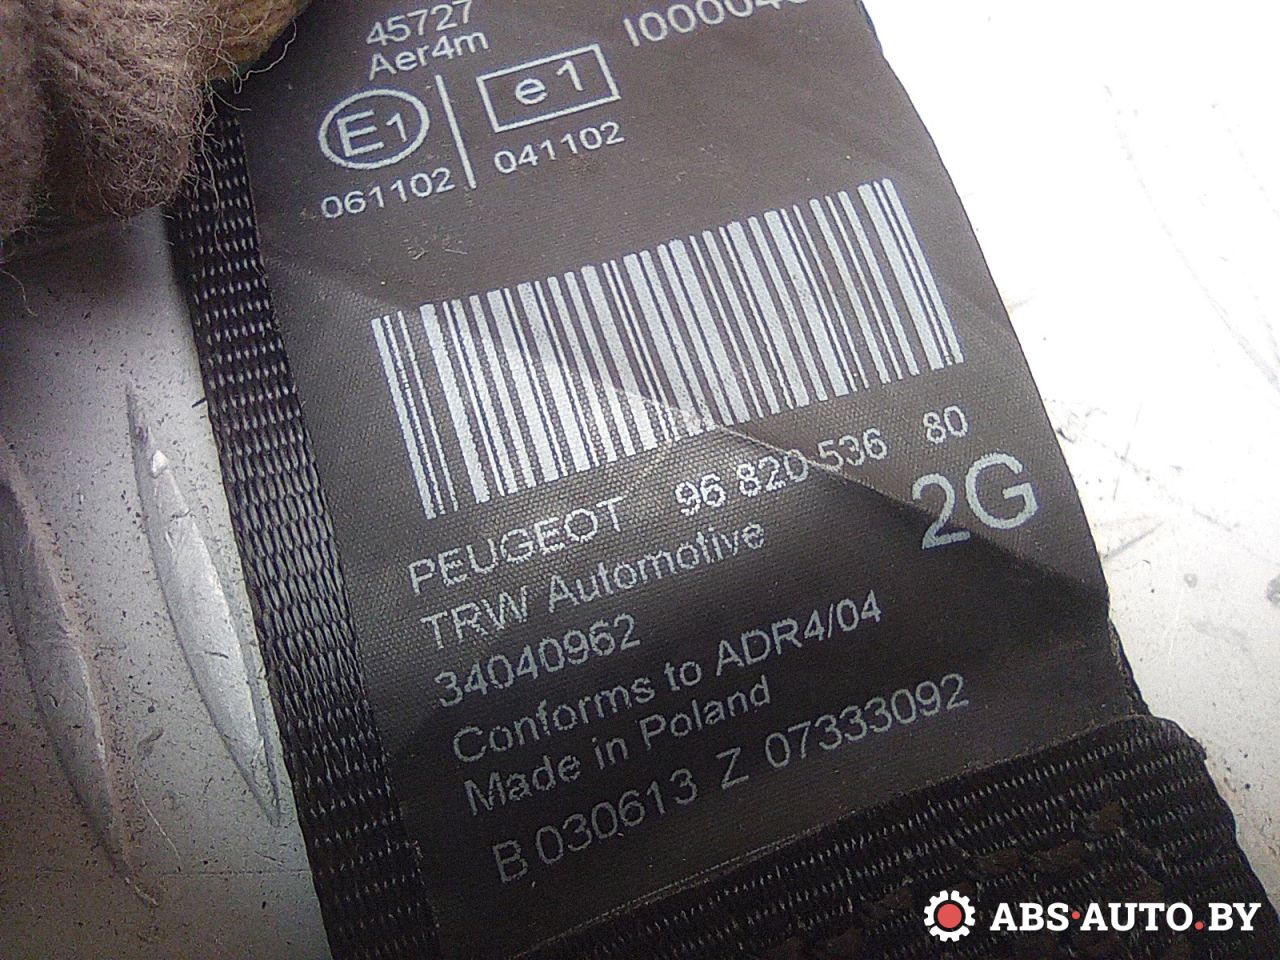 45727
Aer4m
E1
e1
061102
041102
PEUGEOT 96 820 536 80
2G
TRW Automotive
34040962
Conforms to ADR4/04
Made in Poland
B 030613 Z 07333092
ABS·AUTO.BY